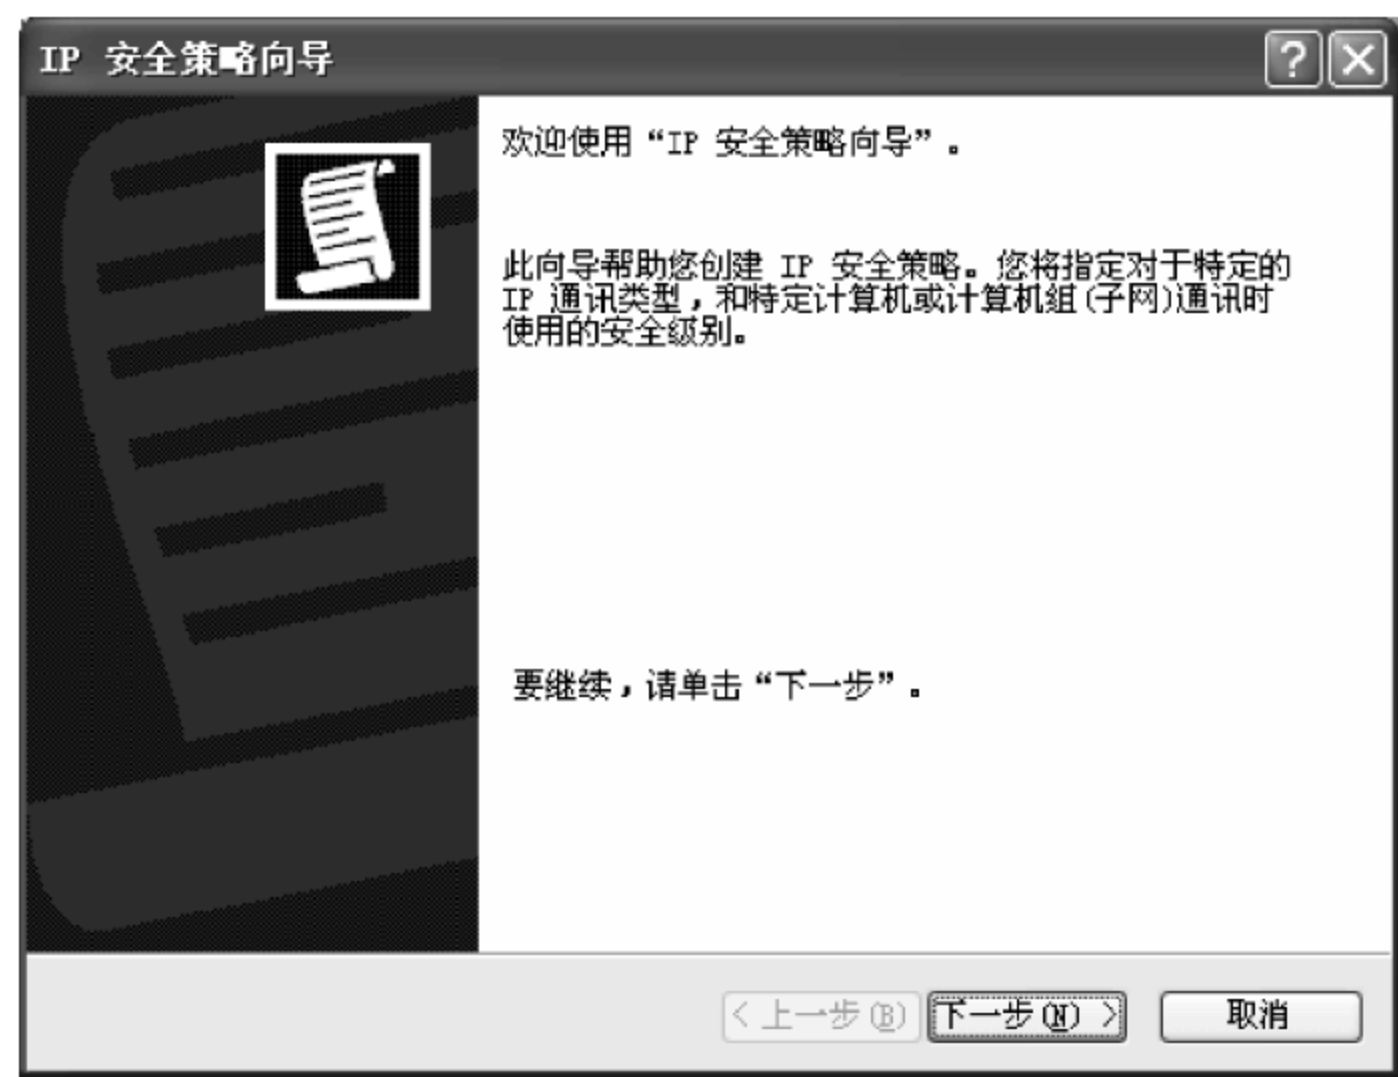 IP 安全策略向导
欢迎使用“IP 安全策略向导”。
此向导帮助您创建 IP 安全策略。您将指定对于特定的
IP 通讯类型，和特定计算机或计算机组(子网)通讯时
使用的安全级别。
要继续，请单击“下一步”。
< 上一步(B) 下一步(N) > 取消